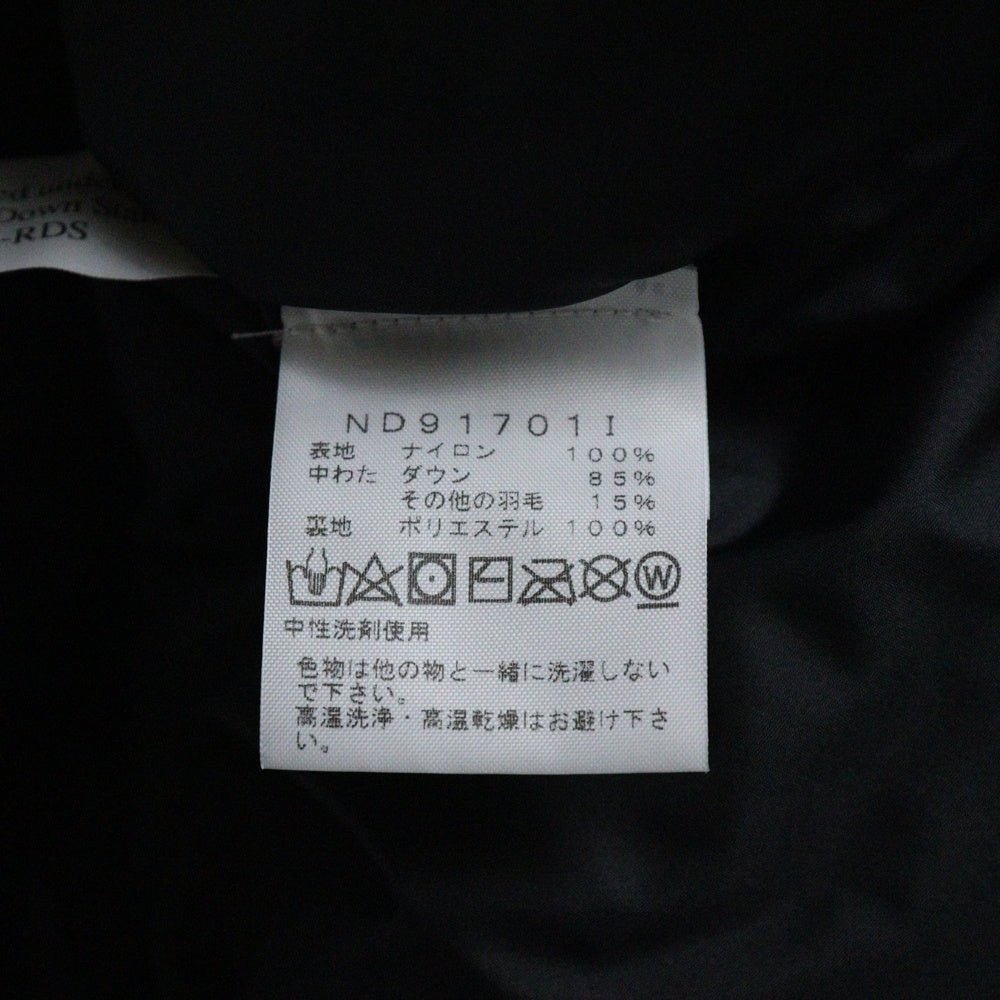 Down
-RDS
ND91701I
表地 ナイロン 100%
中わた ダウン 85%
その他の羽毛 15%
裏地 ポリエステル 100%
W
中性洗剤使用
色物は他の物と一緒に洗濯しない
で下さい。
高温洗浄・高温乾燥はお避け下さ
い。